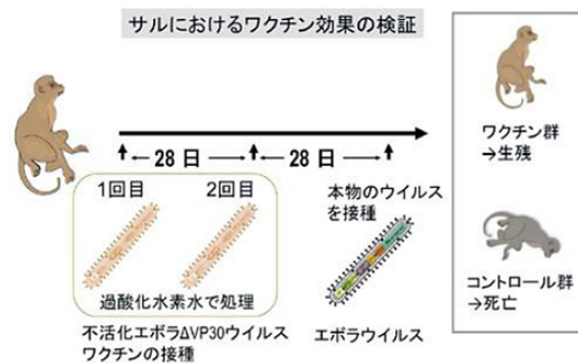 サルにおけるワクチン効果の検証
28 日
28 日
1回目
2回目
過酸化水素水で処理
不活化エボラΔVP30ウイルス
ワクチンの接種
本物のウイルス
を接種
エボラウイルス
ワクチン群
→生残
コントロール群
→死亡